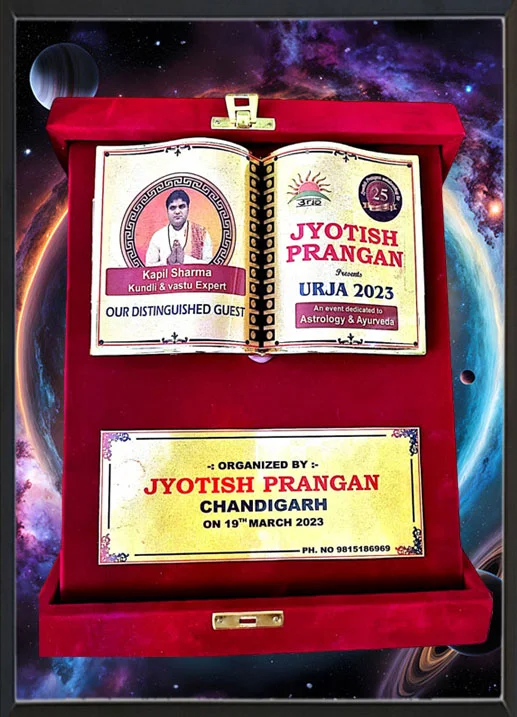 Kapil Sharma
Kundli & vastu Expert
OUR DISTINGUISHED GUEST
25
JYOTISH
PRANGAN
Presents
URJA 2023
An event dedicated to
Astrology & Ayurveda
-: ORGANIZED BY :-
JYOTISH PRANGAN
CHANDIGARH
ON 19TH MARCH 2023
PH. NO 9815186969